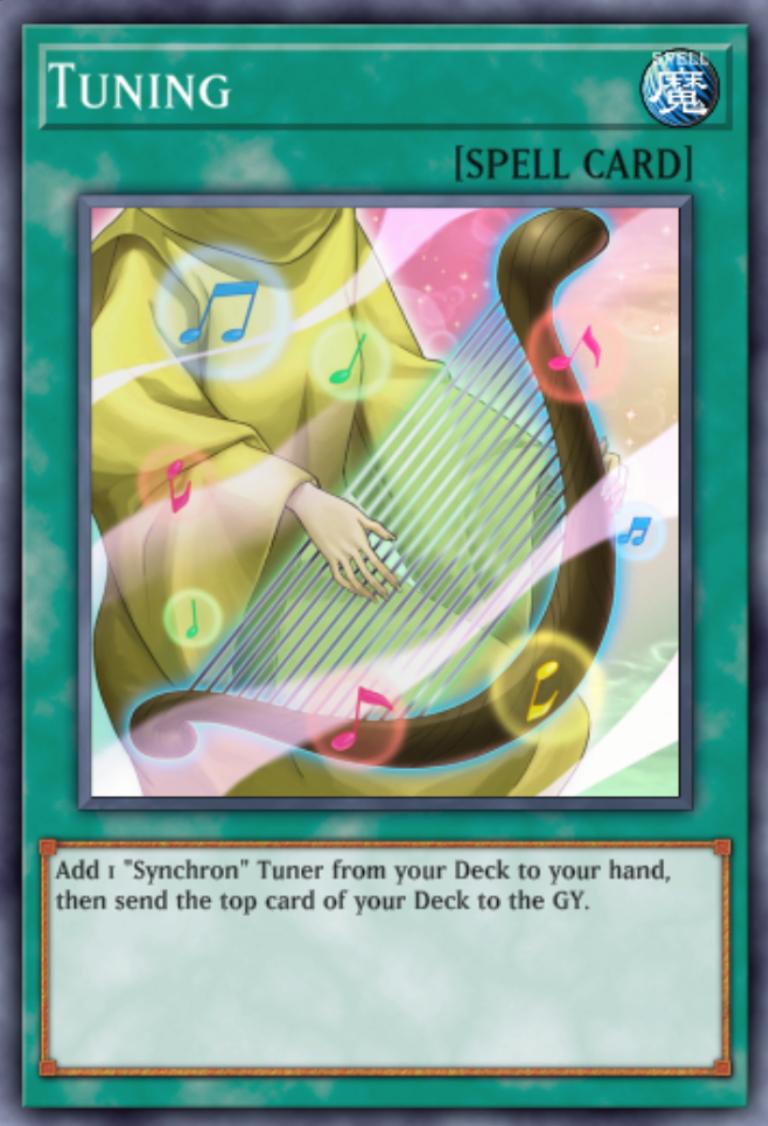 TUNING
SPELL
魔
[SPELL CARD]
Add 1 "Synchron" Tuner from your Deck to your hand,
then send the top card of your Deck to the GY.